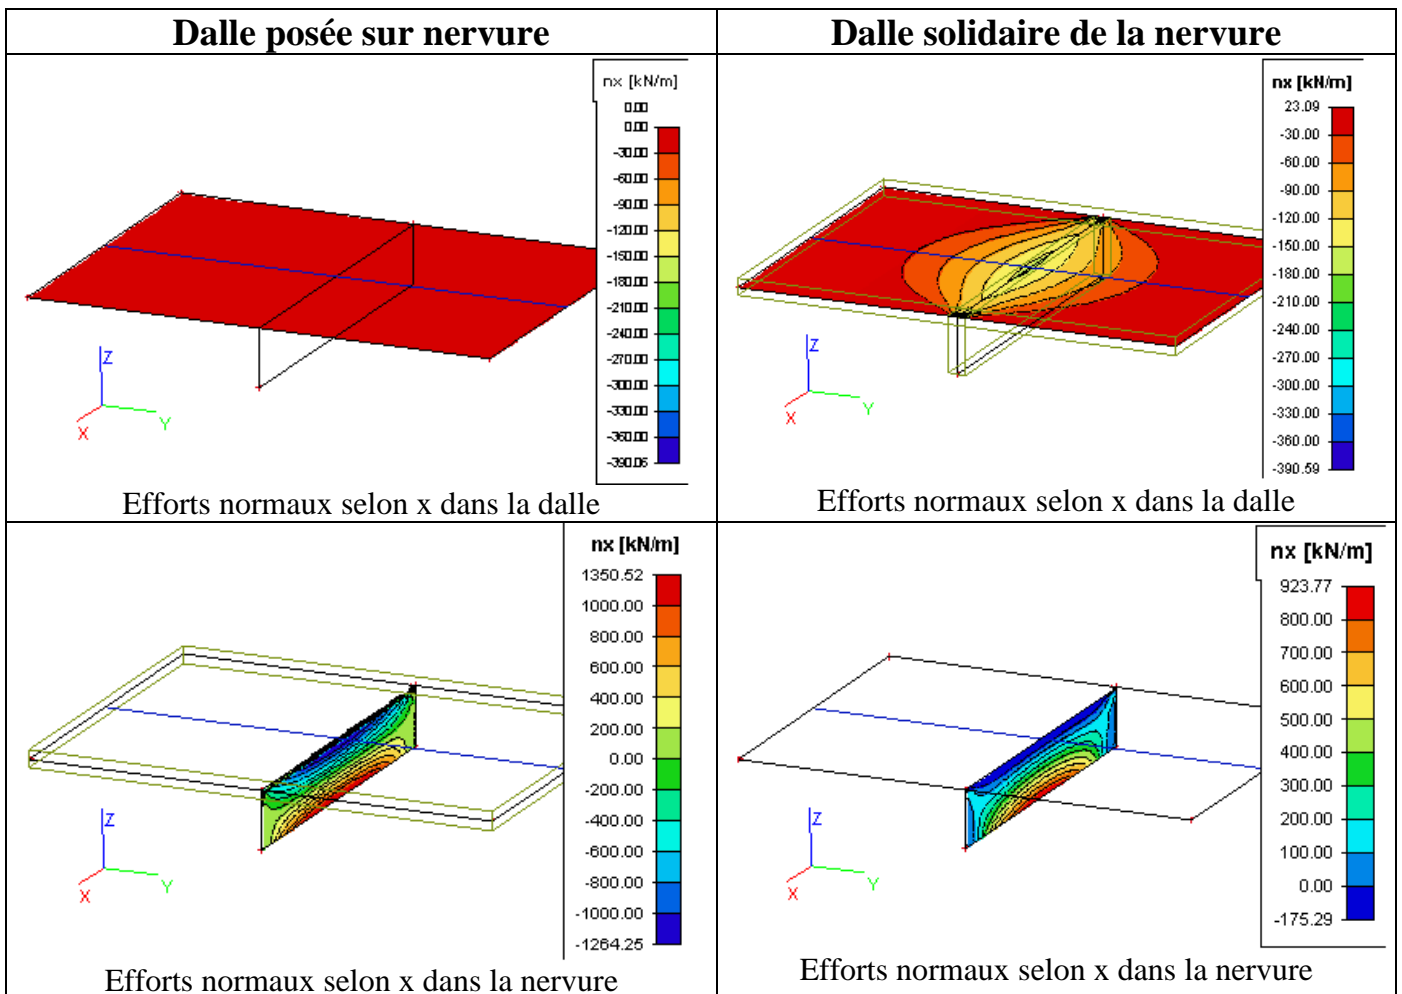 Dalle posée sur nervure
Dalle solidaire de la nervure
nx [kN/m]
0.00
0.00
-30.00
-60.00
-90.00
-120.00
-150.00
-180.00
-210.00
-240.00
-270.00
-300.00
-330.00
-360.00
-390.06
Z
Y
X
Efforts normaux selon x dans la dalle
nx [kN/m]
23.09
-30.00
-60.00
-90.00
-120.00
-150.00
-180.00
-210.00
-240.00
-270.00
-300.00
-330.00
-360.00
-390.59
Z
Y
X
Efforts normaux selon x dans la dalle
nx [kN/m]
1350.52
1000.00
800.00
600.00
400.00
200.00
0.00
-200.00
-400.00
-600.00
-800.00
-1000.00
-1264.25
Z
Y
X
Efforts normaux selon x dans la nervure
nx [kN/m]
923.77
800.00
700.00
600.00
500.00
400.00
300.00
200.00
100.00
0.00
-175.29
Z
Y
X
Efforts normaux selon x dans la nervure